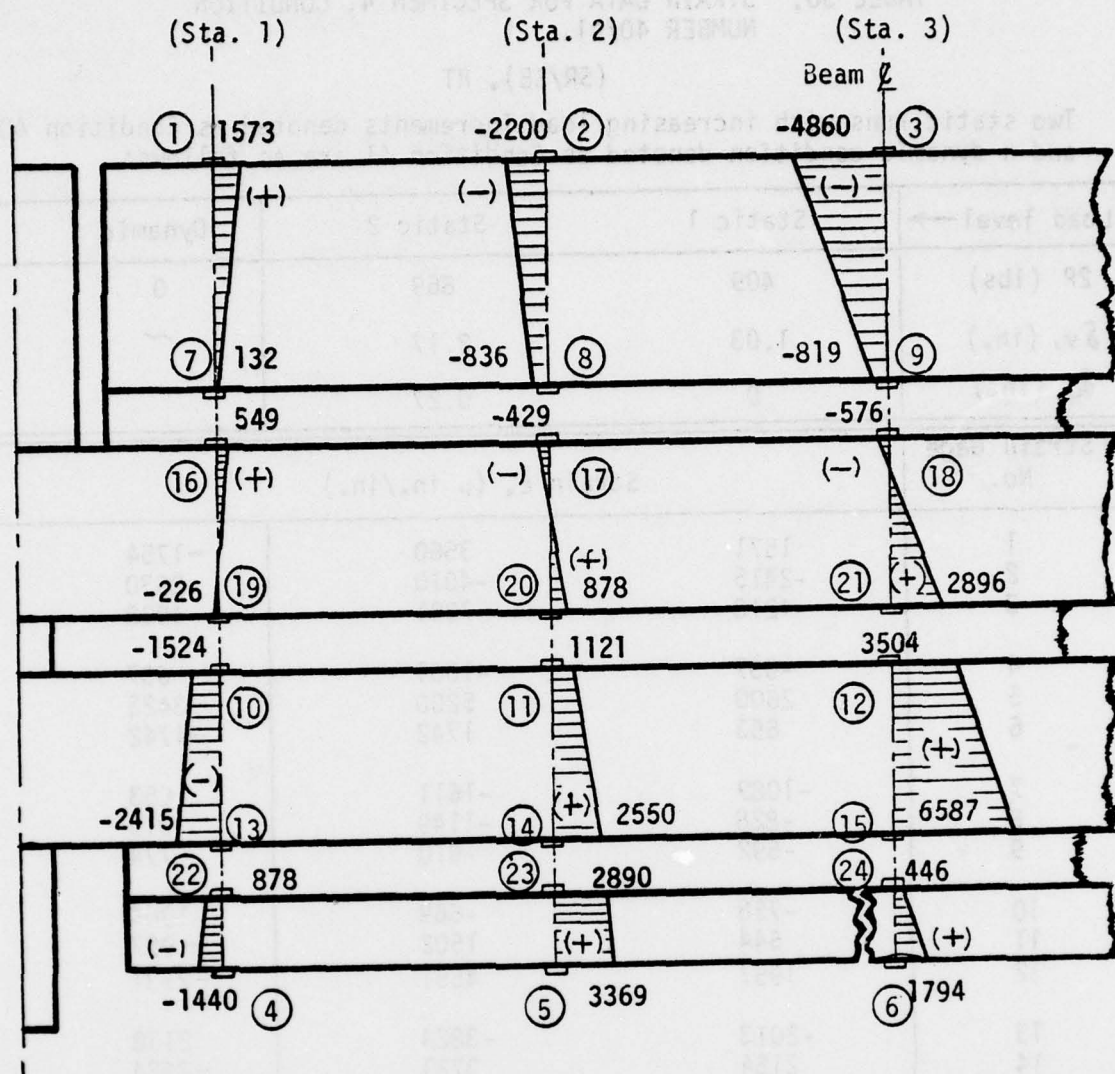 (Sta. 1) (Sta. 2) (Sta. 3)
Beam ℄
① 1573 -2200 ② -4860 ③
(+) (-) (-)
⑦ 132 -836 ⑧ -819 ⑨
549 -429 -576
⑯ (+) (-) ⑰ (-) ⑱
(+)
-226 ⑲ ⑳ 878 ㉑ (+) 2896
-1524 1121 3504
⑩ ⑪ ⑫
(-) (+) (+)
-2415 ⑬ ⑭ 2550 ⑮ 6587
㉒ 878 ㉓ 2890 ㉔ 446
(-) (+) (+)
-1440 ④ ⑤ 3369 ⑥ 1794